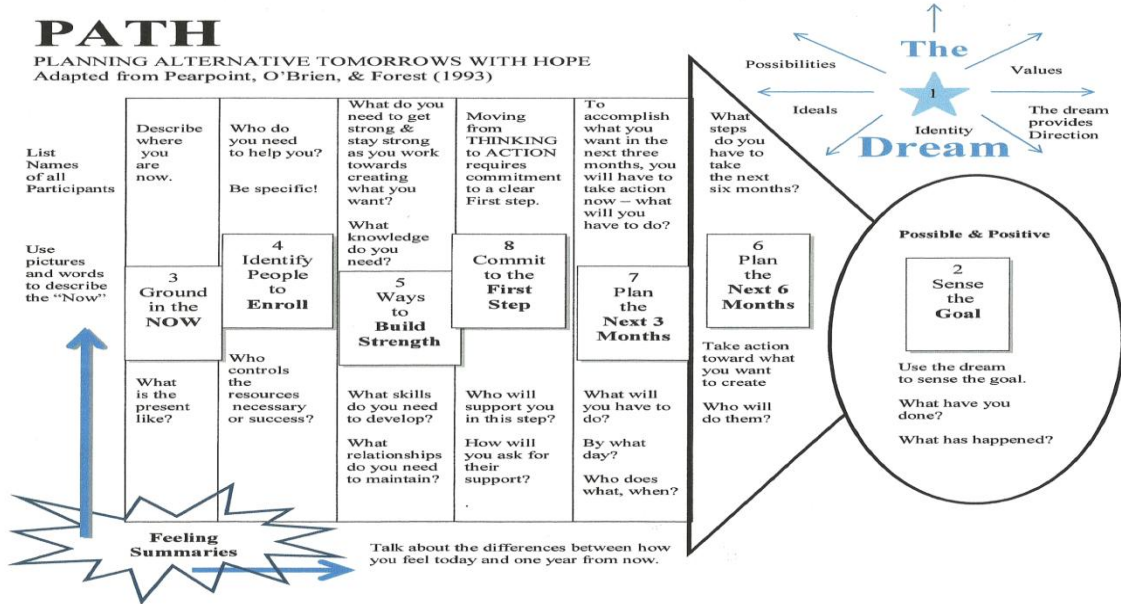 PATH
PLANNING ALTERNATIVE TOMORROWS WITH HOPE
Adapted from Pearpoint, O’Brien, & Forest (1993)
List
Names
of all
Participants
Use
pictures
and words
to describe
the “Now”
Describe
where
you
are
now.
3
Ground
in the
NOW
What
is the
present
like?
Who do
you need
to help you?
Be specific!
4
Identify
People
to
Enroll
Who
controls
the
resources
necessary
or success?
What do you
need to get
strong &
stay strong
as you work
towards
creating
what you
want?
What
knowledge
do you
need?
5
Ways
to
Build
Strength
What skills
do you need
to develop?
What
relationships
do you need
to maintain?
Moving
from
THINKING
to ACTION
requires
commitment
to a clear
First step.
8
Commit
to the
First
Step
Who will
support you
in this step?
How will
you ask for
their
support?
To
accomplish
what you
want in the
next three
months, you
will have to
take action
now – what
will you
have to do?
7
Plan
the
Next 3
Months
What will
you have to
do?
By what
day?
Who does
what, when?
What
steps
do you
have to
take
the next
six months?
6
Plan
the
Next 6
Months
Take action
toward what
you want
to create
Who will
do them?
The
Possibilities
Values
1
Ideals
The dream
provides
Direction
Identity
Dream
Possible & Positive
2
Sense
the
Goal
Use the dream
to sense the goal.
What have you
done?
What has happened?
Feeling
Summaries
Talk about the differences between how
you feel today and one year from now.